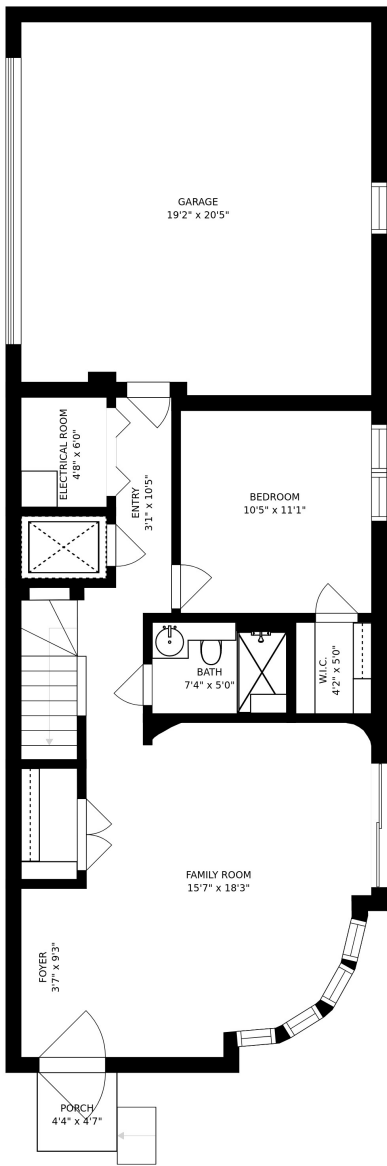 GARAGE
19'2" x 20'5"
ELECTRICAL ROOM
4'8" x 6'0"
ENTRY
3'1" x 10'5"
BEDROOM
10'5" x 11'1"
BATH
7'4" x 5'0"
W.I.C.
4'2" x 5'0"
FAMILY ROOM
15'7" x 18'3"
FOYER
3'7" x 9'3"
PORCH
4'4" x 4'7"